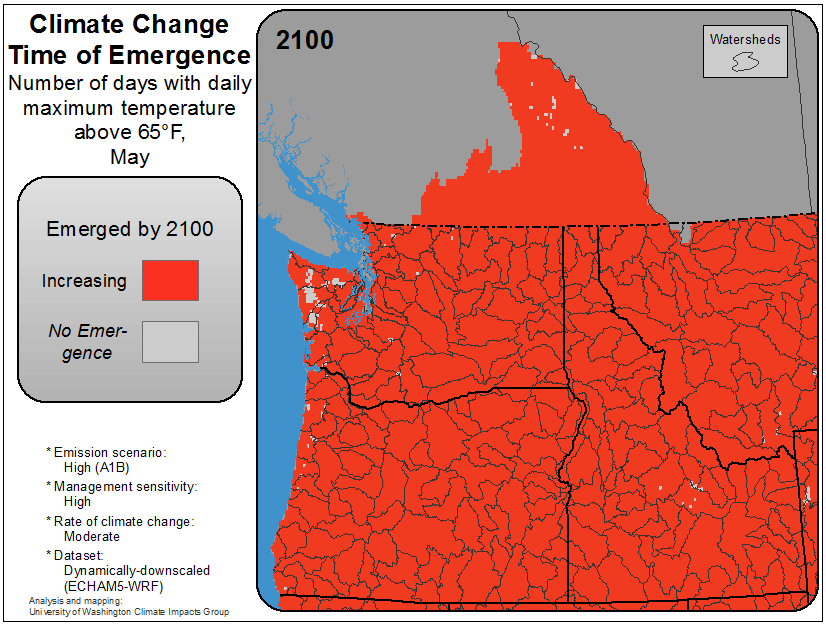 Climate Change
Time of Emergence
Number of days with daily
maximum temperature
above 65°F,
May
Emerged by 2100
Increasing
No Emer-
gence
* Emission scenario:
High (A1B)
* Management sensitivity:
High
* Rate of climate change:
Moderate
* Dataset:
Dynamically-downscaled
(ECHAM5-WRF)
Analysis and mapping:
University of Washington Climate Impacts Group
2100
Watersheds